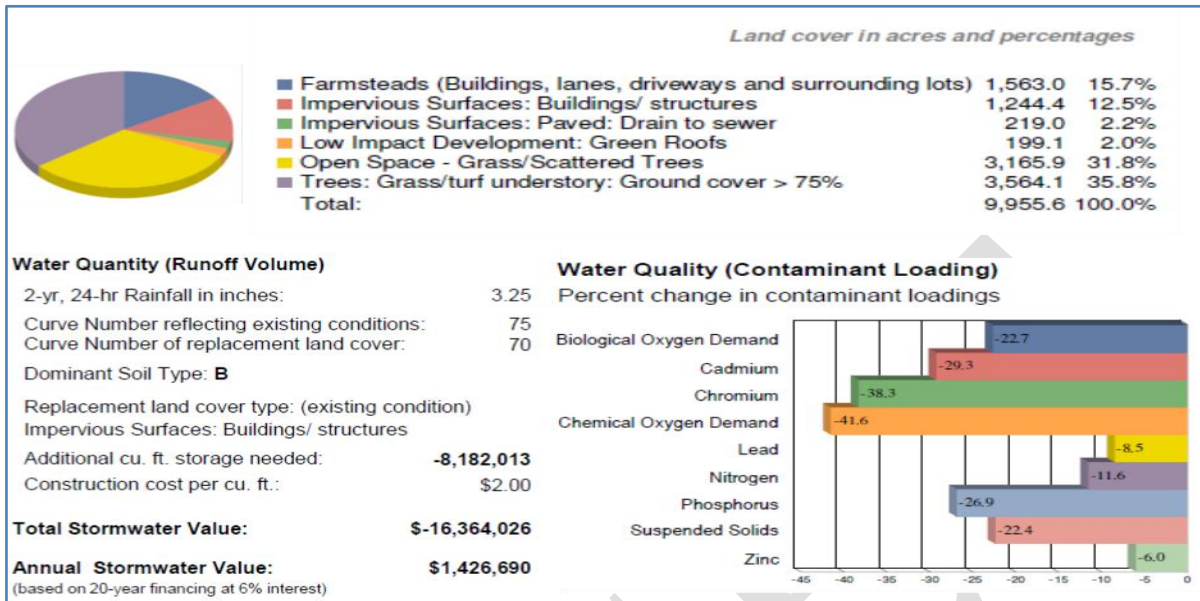 Land cover in acres and percentages
Farmsteads (Buildings, lanes, driveways and surrounding lots) 1,563.0 15.7%
Impervious Surfaces: Buildings/ structures 1,244.4 12.5%
Impervious Surfaces: Paved: Drain to sewer 219.0 2.2%
Low Impact Development: Green Roofs 199.1 2.0%
Open Space - Grass/Scattered Trees 3,165.9 31.8%
Trees: Grass/turf understory: Ground cover > 75% 3,564.1 35.8%
Total: 9,955.6 100.0%
Water Quantity (Runoff Volume)
2-yr, 24-hr Rainfall in inches: 3.25
Curve Number reflecting existing conditions: 75
Curve Number of replacement land cover: 70
Dominant Soil Type: B
Replacement land cover type: (existing condition)
Impervious Surfaces: Buildings/ structures
Additional cu. ft. storage needed: -8,182,013
Construction cost per cu. ft.: $2.00
Total Stormwater Value: $-16,364,026
Annual Stormwater Value: $1,426,690
(based on 20-year financing at 6% interest)
Water Quality (Contaminant Loading)
Percent change in contaminant loadings
Biological Oxygen Demand -22.7
Cadmium -29.3
Chromium -38.3
Chemical Oxygen Demand -41.6
Lead -8.5
Nitrogen -11.6
Phosphorus -26.9
Suspended Solids -22.4
Zinc -6.0
-45 -40 -35 -30 -25 -20 -15 -10 -5 0